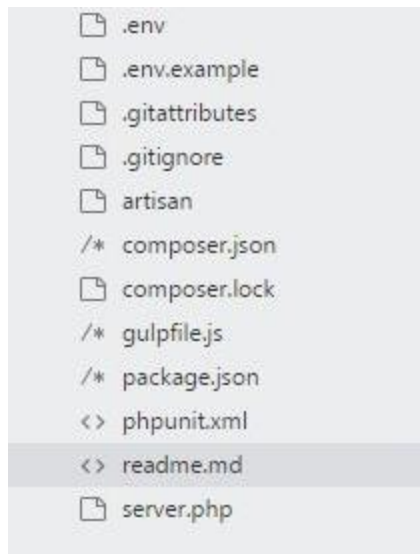 .env
.env.example
.gitattributes
.gitignore
artisan
/* composer.json
composer.lock
/* gulpfile.js
/* package.json
<> phpunit.xml
<> readme.md
server.php